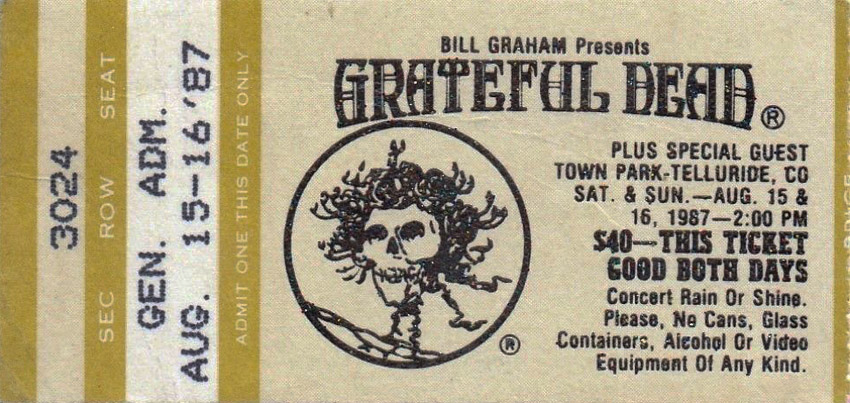 3024
SEC ROW SEAT
GEN. ADM.
AUG. 15-16 '87
ADMIT ONE THIS DATE ONLY
BILL GRAHAM Presents
GRATEFUL DEAD®
PLUS SPECIAL GUEST
TOWN PARK-TELLURIDE, CO
SAT. & SUN.—AUG. 15 &
16, 1987—2:00 PM
$40—THIS TICKET
GOOD BOTH DAYS
Concert Rain Or Shine.
Please, No Cans, Glass
Containers, Alcohol Or Video
Equipment Of Any Kind.
®
PRICE